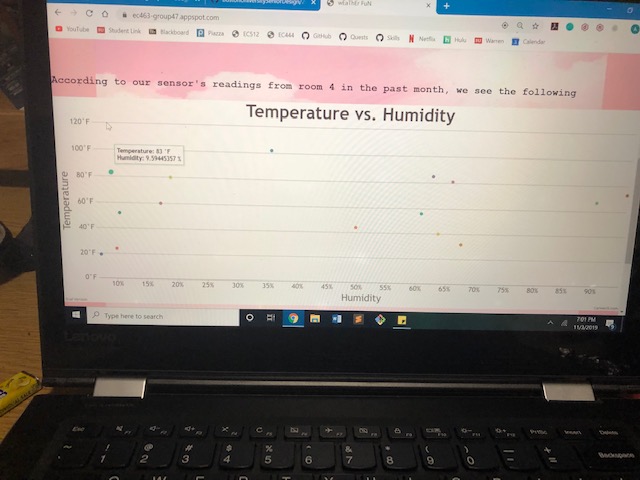 wEaThEr FuN
ec463-group47.appspot.com
YouTube Student Link Blackboard Piazza EC512 EC444 GitHub Quests Skills Netflix Hulu Warren Calendar
According to our sensor's readings from room 4 in the past month, we see the following
Temperature vs. Humidity
120°F
100°F
80°F
60°F
40°F
20°F
0°F
Temperature
Temperature: 83 °F
Humidity: 9.59445357 %
10% 15% 20% 25% 30% 35% 40% 45% 50% 55% 60% 65% 70% 75% 80% 85% 90%
Humidity
Type here to search
7:01 PM
11/3/2019
Lenovo
Esc F1 F2 F3 F4 F5 F6 F7 F8 F9 F10 F11 F12 PrtSc Insert Delete
~ ! @ # $ % ^ & * ( ) _ + Backspace
1 2 3 4 5 6 7 8 9 0 - =
Q W E R T Y U I O P